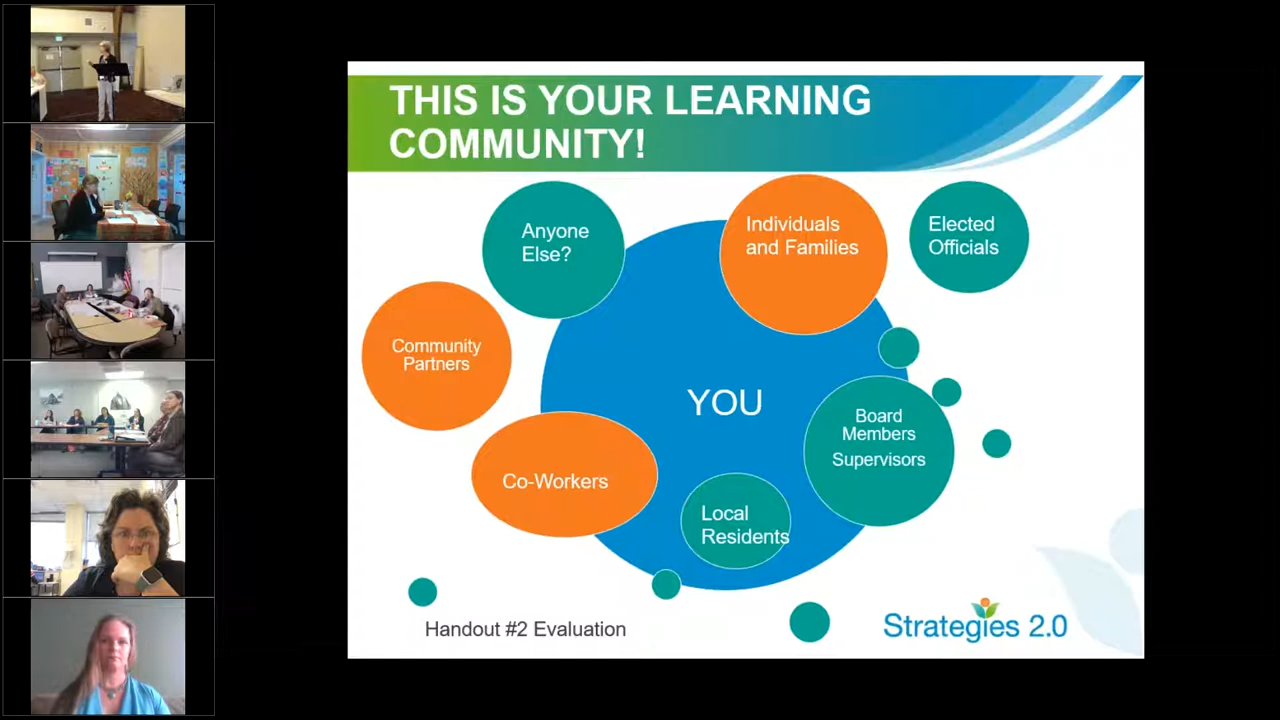 THIS IS YOUR LEARNING
COMMUNITY!
Anyone
Else?
Individuals
and Families
Elected
Officials
Community
Partners
YOU
Board
Members
Supervisors
Co-Workers
Local
Residents
Handout #2 Evaluation
Strategies 2.0